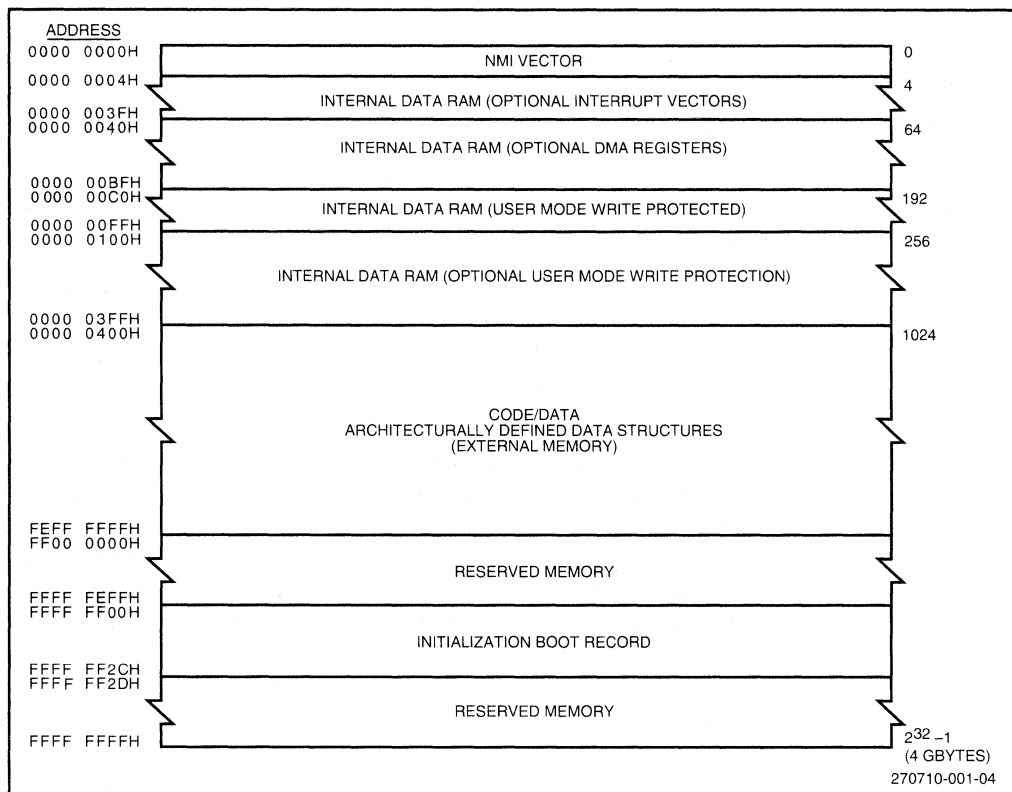 ADDRESS
0000 0000H
NMI VECTOR
0
0000 0004H
4
INTERNAL DATA RAM (OPTIONAL INTERRUPT VECTORS)
0000 003FH
0000 0040H
64
INTERNAL DATA RAM (OPTIONAL DMA REGISTERS)
0000 00BFH
0000 00C0H
192
INTERNAL DATA RAM (USER MODE WRITE PROTECTED)
0000 00FFH
0000 0100H
256
INTERNAL DATA RAM (OPTIONAL USER MODE WRITE PROTECTION)
0000 03FFH
0000 0400H
1024
CODE/DATA
ARCHITECTURALLY DEFINED DATA STRUCTURES
(EXTERNAL MEMORY)
FEFF FFFFH
FF00 0000H
RESERVED MEMORY
FFFF FEFFH
FFFF FF00H
INITIALIZATION BOOT RECORD
FFFF FF2CH
FFFF FF2DH
RESERVED MEMORY
FFFF FFFFH
2^32 –1
(4 GBYTES)
270710-001-04